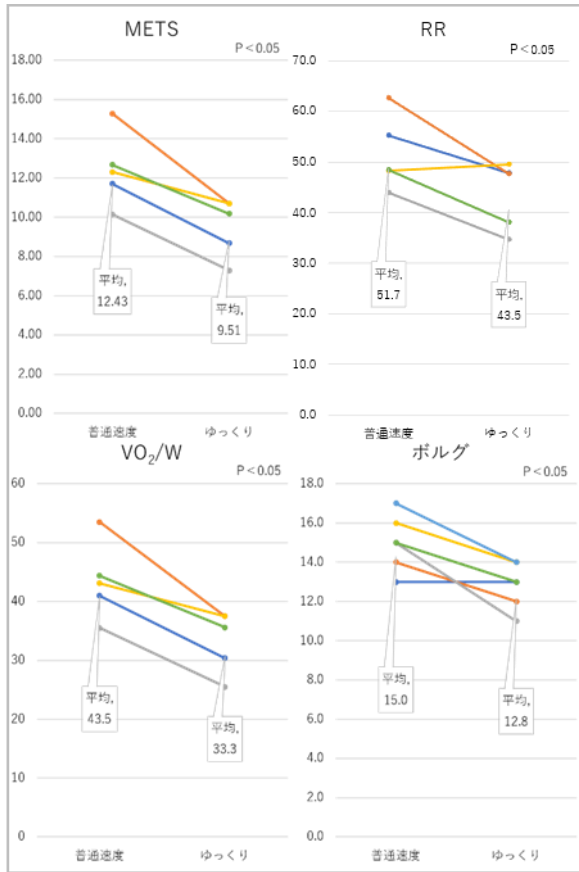 METS
P<0.05
18.00
16.00
14.00
12.00
10.00
8.00
6.00
4.00
2.00
0.00
平均,
12.43
平均,
9.51
普通速度
ゆっくり
RR
P<0.05
70.0
60.0
50.0
40.0
30.0
20.0
10.0
0.0
平均,
51.7
平均,
43.5
普通速度
ゆっくり
VO₂/W
P<0.05
60
50
40
30
20
10
0
平均,
43.5
平均,
33.3
普通速度
ゆっくり
ボルグ
P<0.05
18.0
16.0
14.0
12.0
10.0
8.0
6.0
4.0
2.0
0.0
平均,
15.0
平均,
12.8
普通速度
ゆっくり